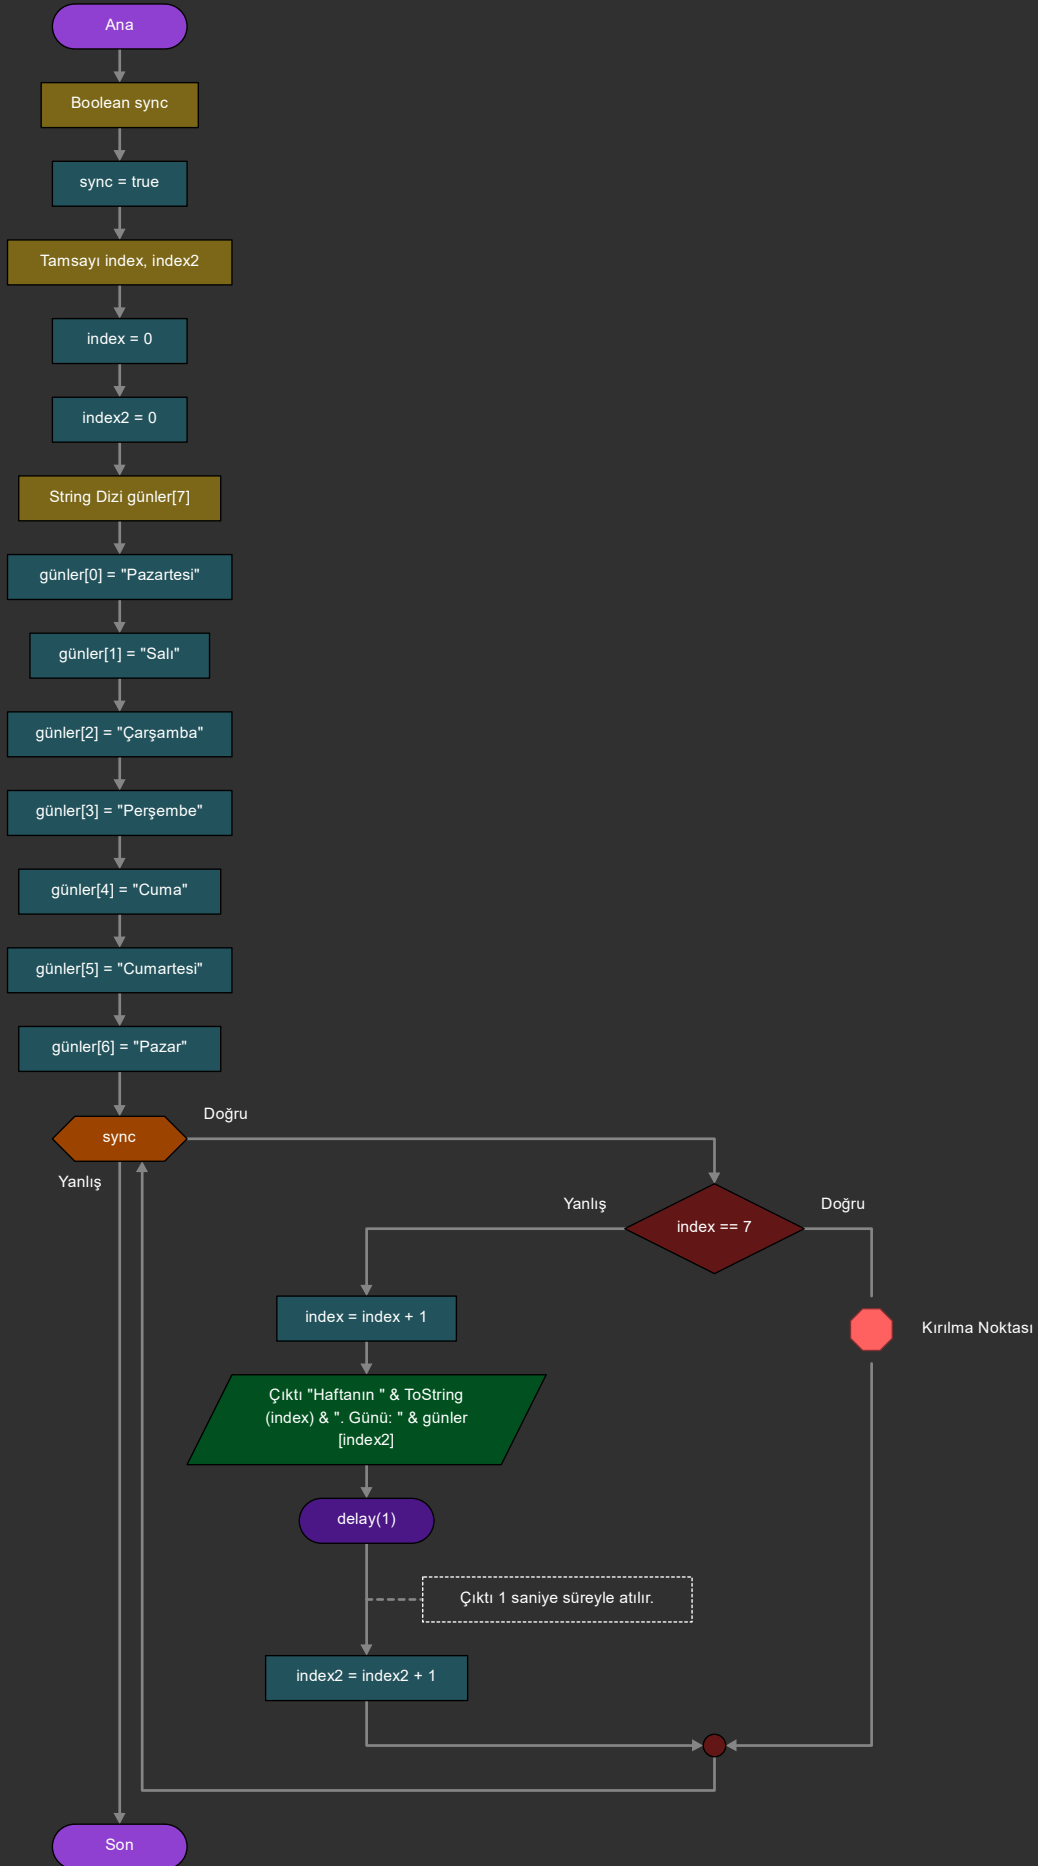 Ana
Boolean sync
sync = true
Tamsayı index, index2
index = 0
index2 = 0
String Dizi günler[7]
günler[0] = "Pazartesi"
günler[1] = "Salı"
günler[2] = "Çarşamba"
günler[3] = "Perşembe"
günler[4] = "Cuma"
günler[5] = "Cumartesi"
günler[6] = "Pazar"
sync
Doğru
Yanlış
index == 7
Yanlış
Doğru
index = index + 1
Kırılma Noktası
Çıktı "Haftanın " & ToString
(index) & ". Günü: " & günler
[index2]
delay(1)
Çıktı 1 saniye süreyle atılır.
index2 = index2 + 1
Son